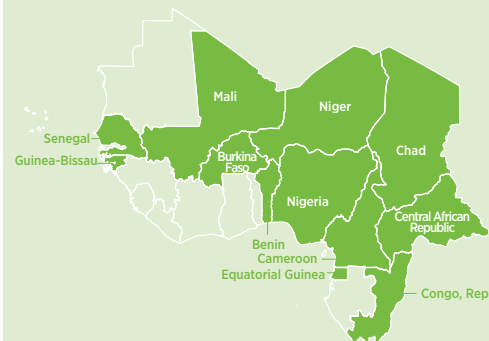 Mali
Niger
Senegal
Chad
Guinea-Bissau
Burkina
Faso
Nigeria
Central African
Republic
Benin
Cameroon
Equatorial Guinea
Congo, Rep